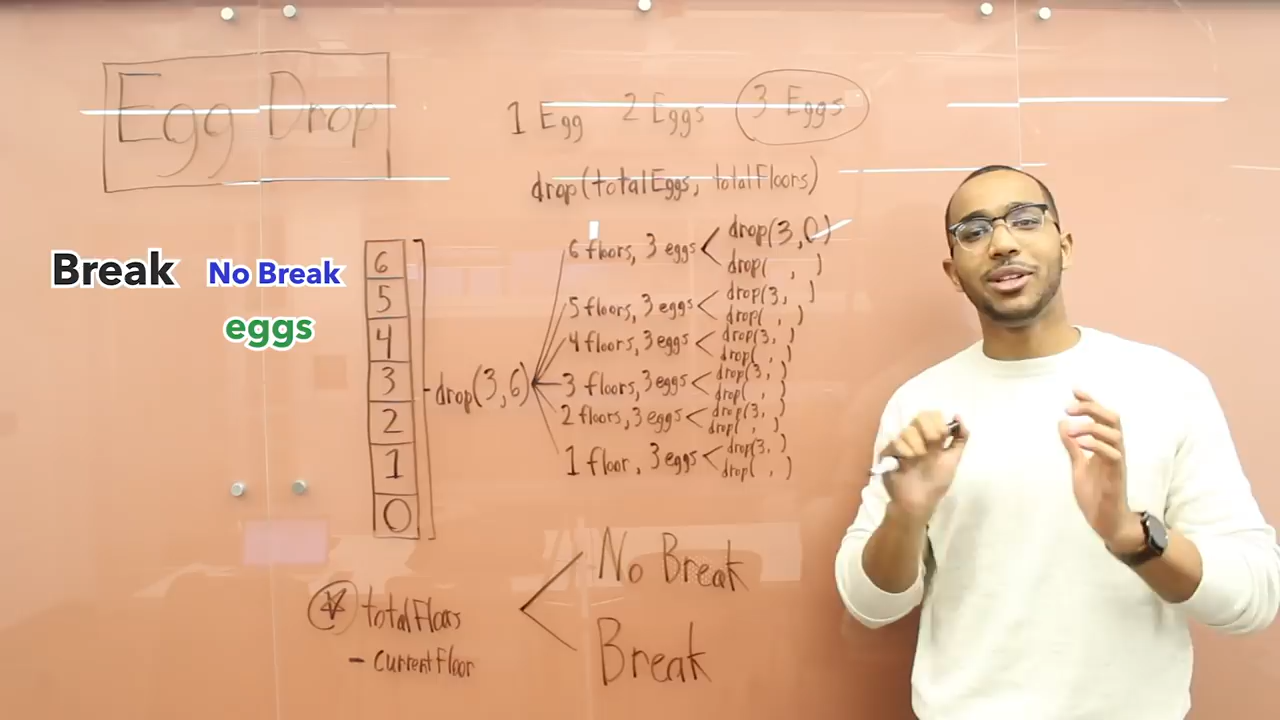 Egg Drop
1 Egg 2 Eggs 3 Eggs
drop(totalEggs, totalFloors)
Break No Break
eggs
6
5
4
3
2
1
0
drop(3,6)
6 floors, 3 eggs < drop(3,0)
drop( , )
5 floors, 3 eggs < drop(3, )
drop( , )
4 floors, 3 eggs < drop(3, )
drop( , )
3 floors, 3 eggs < drop(3, )
drop( , )
2 floors, 3 eggs < drop(3, )
drop( , )
1 floor, 3 eggs < drop(3, )
drop( , )
totalFloors
- currentfloor
No Break
Break